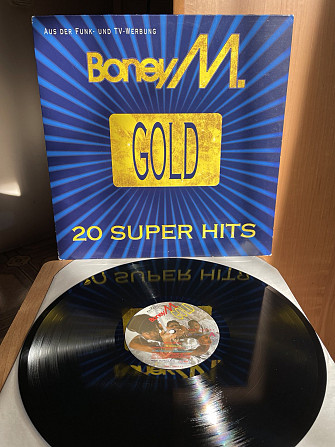 AUS DER FUNK- UND TV-WERBUNG
Boney M.
GOLD
20 SUPER HITS